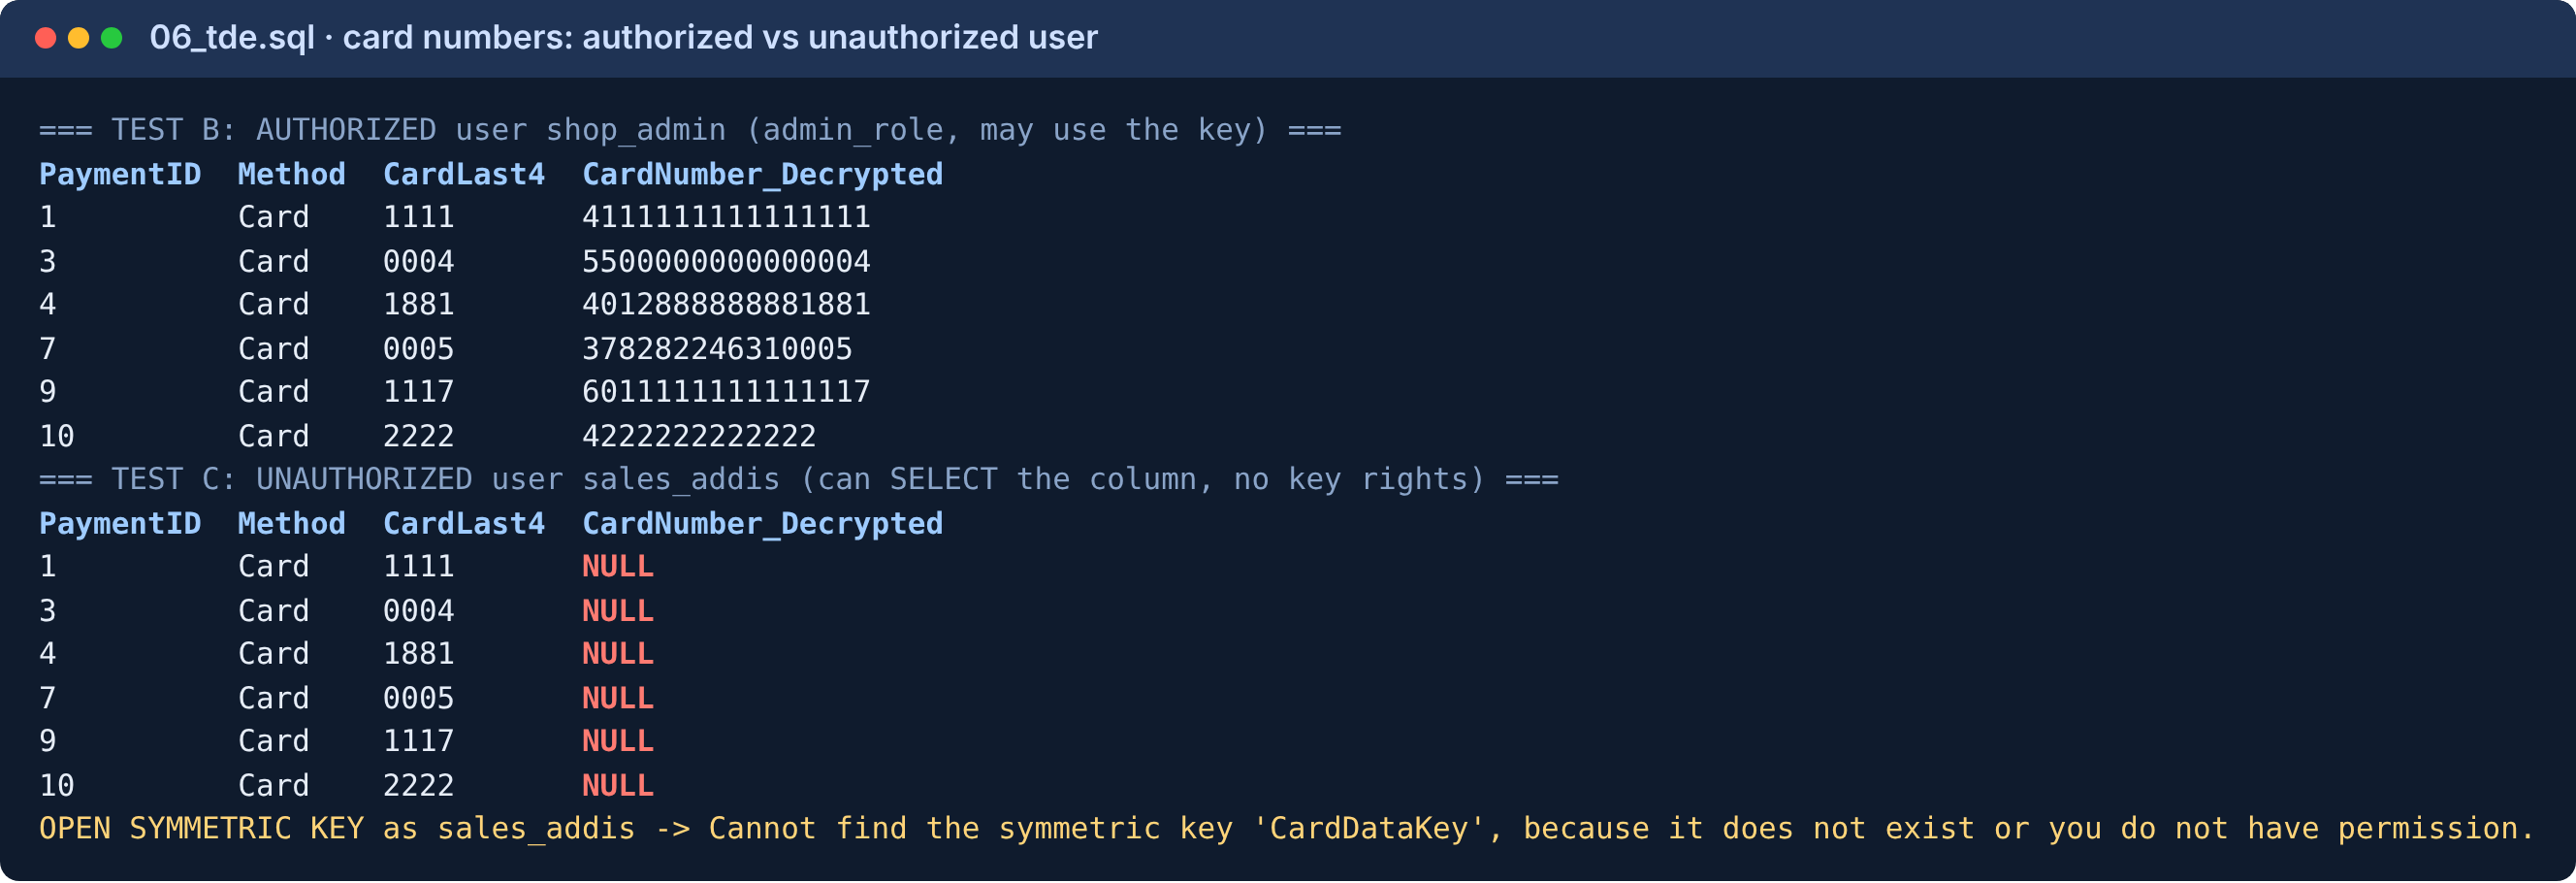 06_tde.sql · card numbers: authorized vs unauthorized user
=== TEST B: AUTHORIZED user shop_admin (admin_role, may use the key) ===
PaymentID  Method  CardLast4  CardNumber_Decrypted
1          Card    1111       4111111111111111
3          Card    0004       5500000000000004
4          Card    1881       4012888888881881
7          Card    0005       378282246310005
9          Card    1117       6011111111111117
10         Card    2222       4222222222222
=== TEST C: UNAUTHORIZED user sales_addis (can SELECT the column, no key rights) ===
PaymentID  Method  CardLast4  CardNumber_Decrypted
1          Card    1111       NULL
3          Card    0004       NULL
4          Card    1881       NULL
7          Card    0005       NULL
9          Card    1117       NULL
10         Card    2222       NULL
OPEN SYMMETRIC KEY as sales_addis -> Cannot find the symmetric key 'CardDataKey', because it does not exist or you do not have permission.